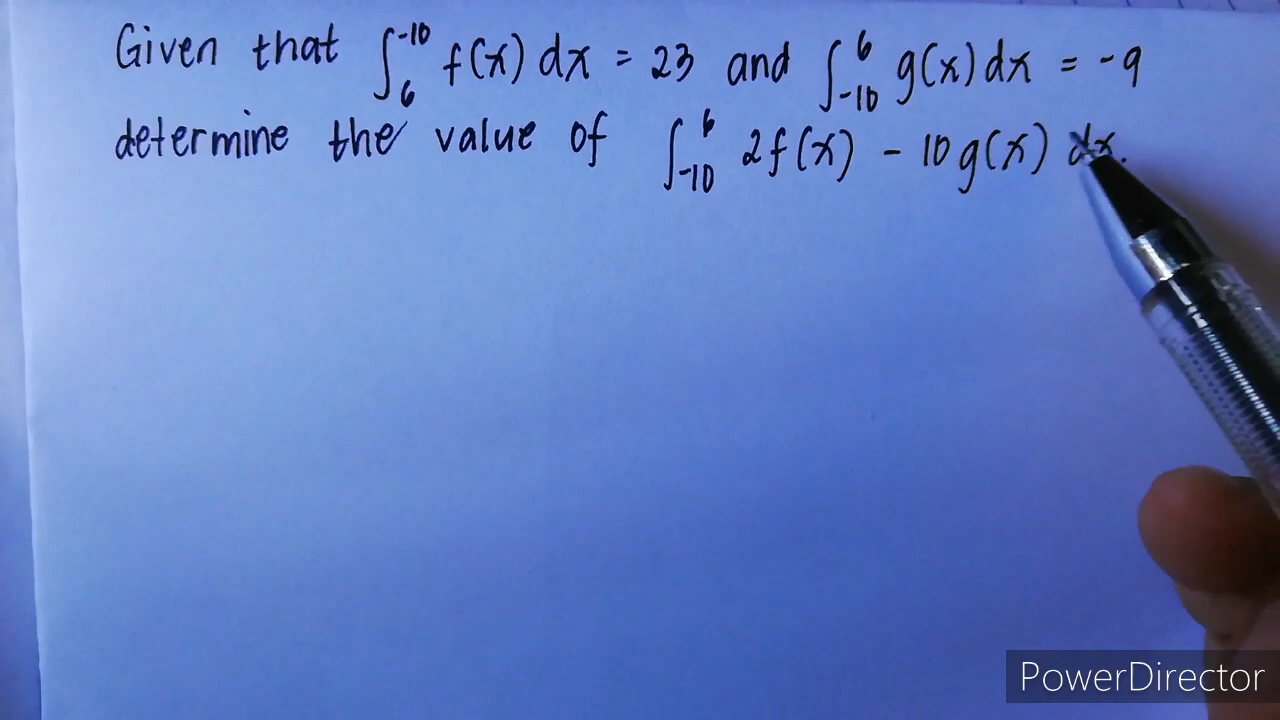 Given that ∫₆⁻¹⁰ f(x) dx = 23 and ∫₋₁₀⁶ g(x) dx = -9
determine the value of ∫₋₁₀⁶ 2f(x) - 10g(x) dx.
PowerDirector